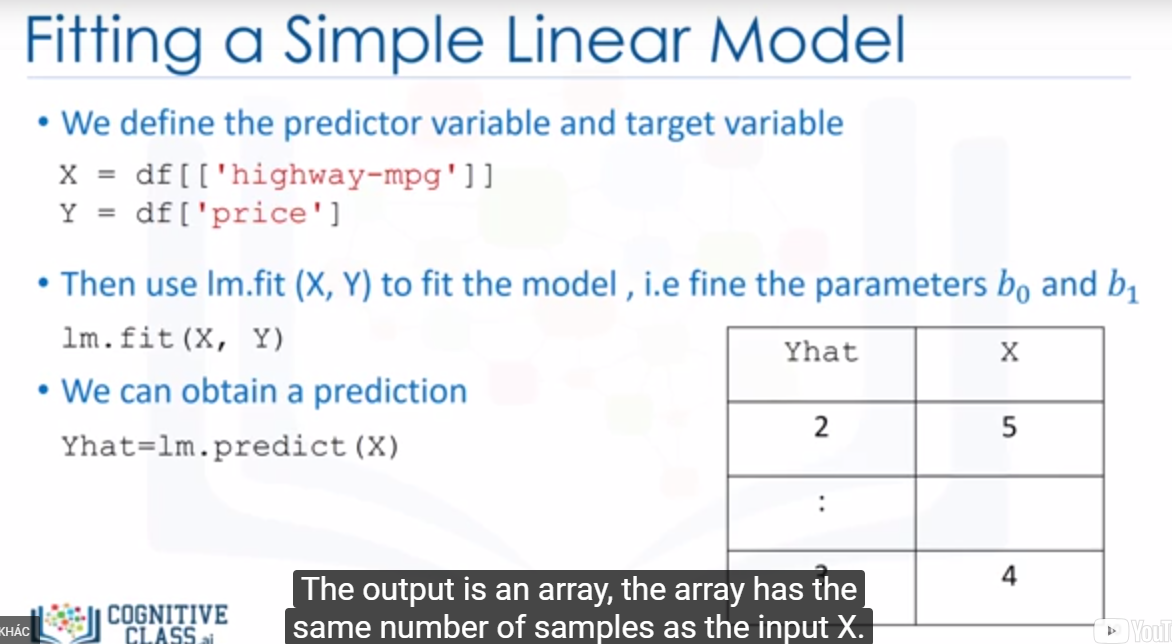 Fitting a Simple Linear Model
• We define the predictor variable and target variable
X = df[['highway-mpg']]
Y = df['price']
• Then use lm.fit (X, Y) to fit the model , i.e fine the parameters b₀ and b₁
lm.fit(X, Y)
• We can obtain a prediction
Yhat=lm.predict(X)
Yhat X
2 5
:
4
The output is an array, the array has the
same number of samples as the input X.
KHÁC
COGNITIVE
CLASS.ai